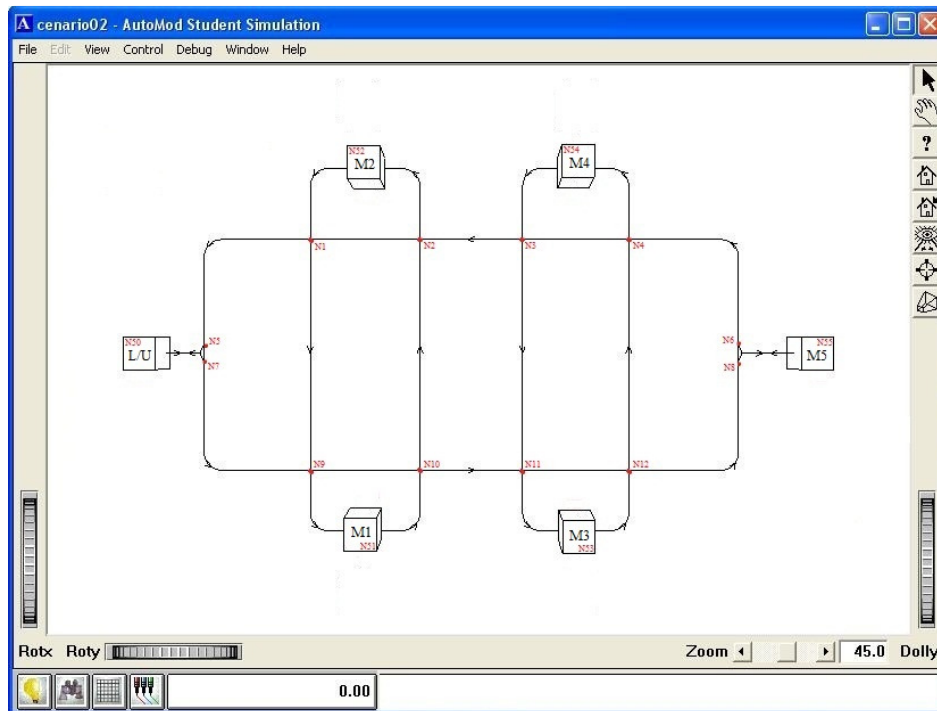 A cenario02 - AutoMod Student Simulation
File Edit View Control Debug Window Help
N52
M2
N54
M4
N1
N2
N3
N4
N50
L/U
N5
N7
N6
N8
N55
M5
N9
N10
N11
N12
M1
N51
M3
N53
?
Rotx Roty
Zoom 45.0 Dolly
0.00